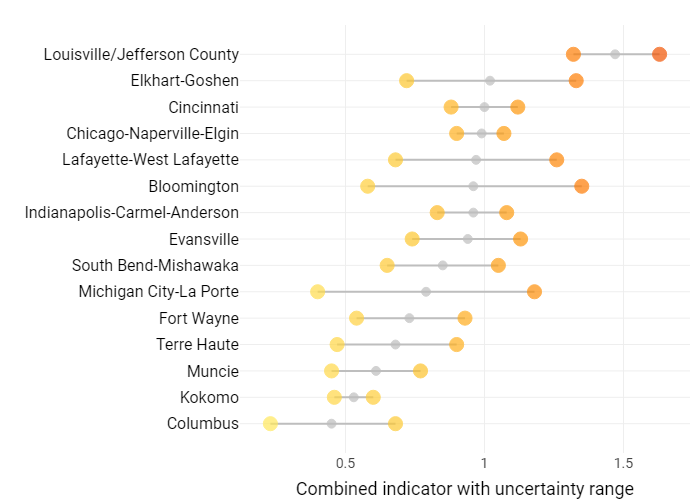 Louisville/Jefferson County
Elkhart-Goshen
Cincinnati
Chicago-Naperville-Elgin
Lafayette-West Lafayette
Bloomington
Indianapolis-Carmel-Anderson
Evansville
South Bend-Mishawaka
Michigan City-La Porte
Fort Wayne
Terre Haute
Muncie
Kokomo
Columbus
0.5 1 1.5
Combined indicator with uncertainty range